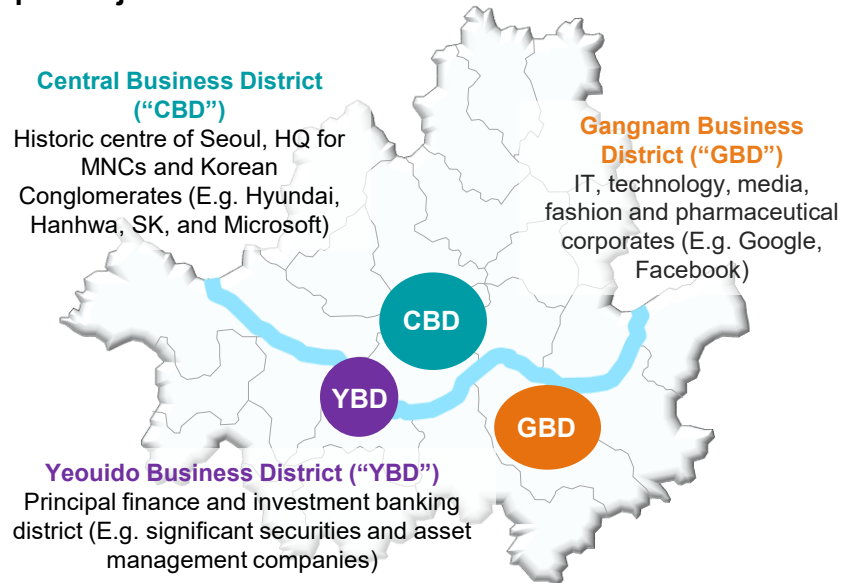 Central Business District
(“CBD”)
Historic centre of Seoul, HQ for
MNCs and Korean
Conglomerates (E.g. Hyundai,
Hanhwa, SK, and Microsoft)
Gangnam Business
District (“GBD”)
IT, technology, media,
fashion and pharmaceutical
corporates (E.g. Google,
Facebook)
CBD
YBD
GBD
Yeouido Business District (“YBD”)
Principal finance and investment banking
district (E.g. significant securities and asset
management companies)